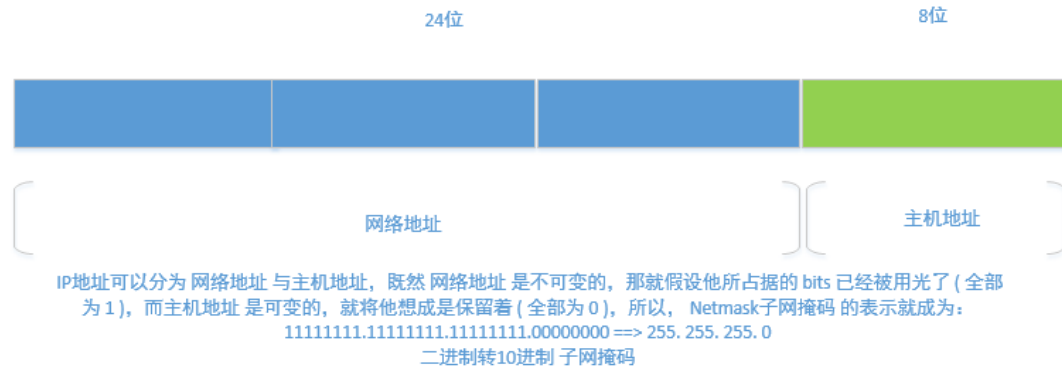 24位
8位
网络地址
主机地址
IP地址可以分为 网络地址 与主机地址，既然 网络地址 是不可变的，那就假设他所占据的 bits 已经被用光了 ( 全部
为 1 )，而主机地址 是可变的，就将他想成是保留着 ( 全部为 0 )，所以， Netmask子网掩码 的表示就成为：
11111111.11111111.11111111.00000000 ==> 255. 255. 255. 0
二进制转10进制 子网掩码